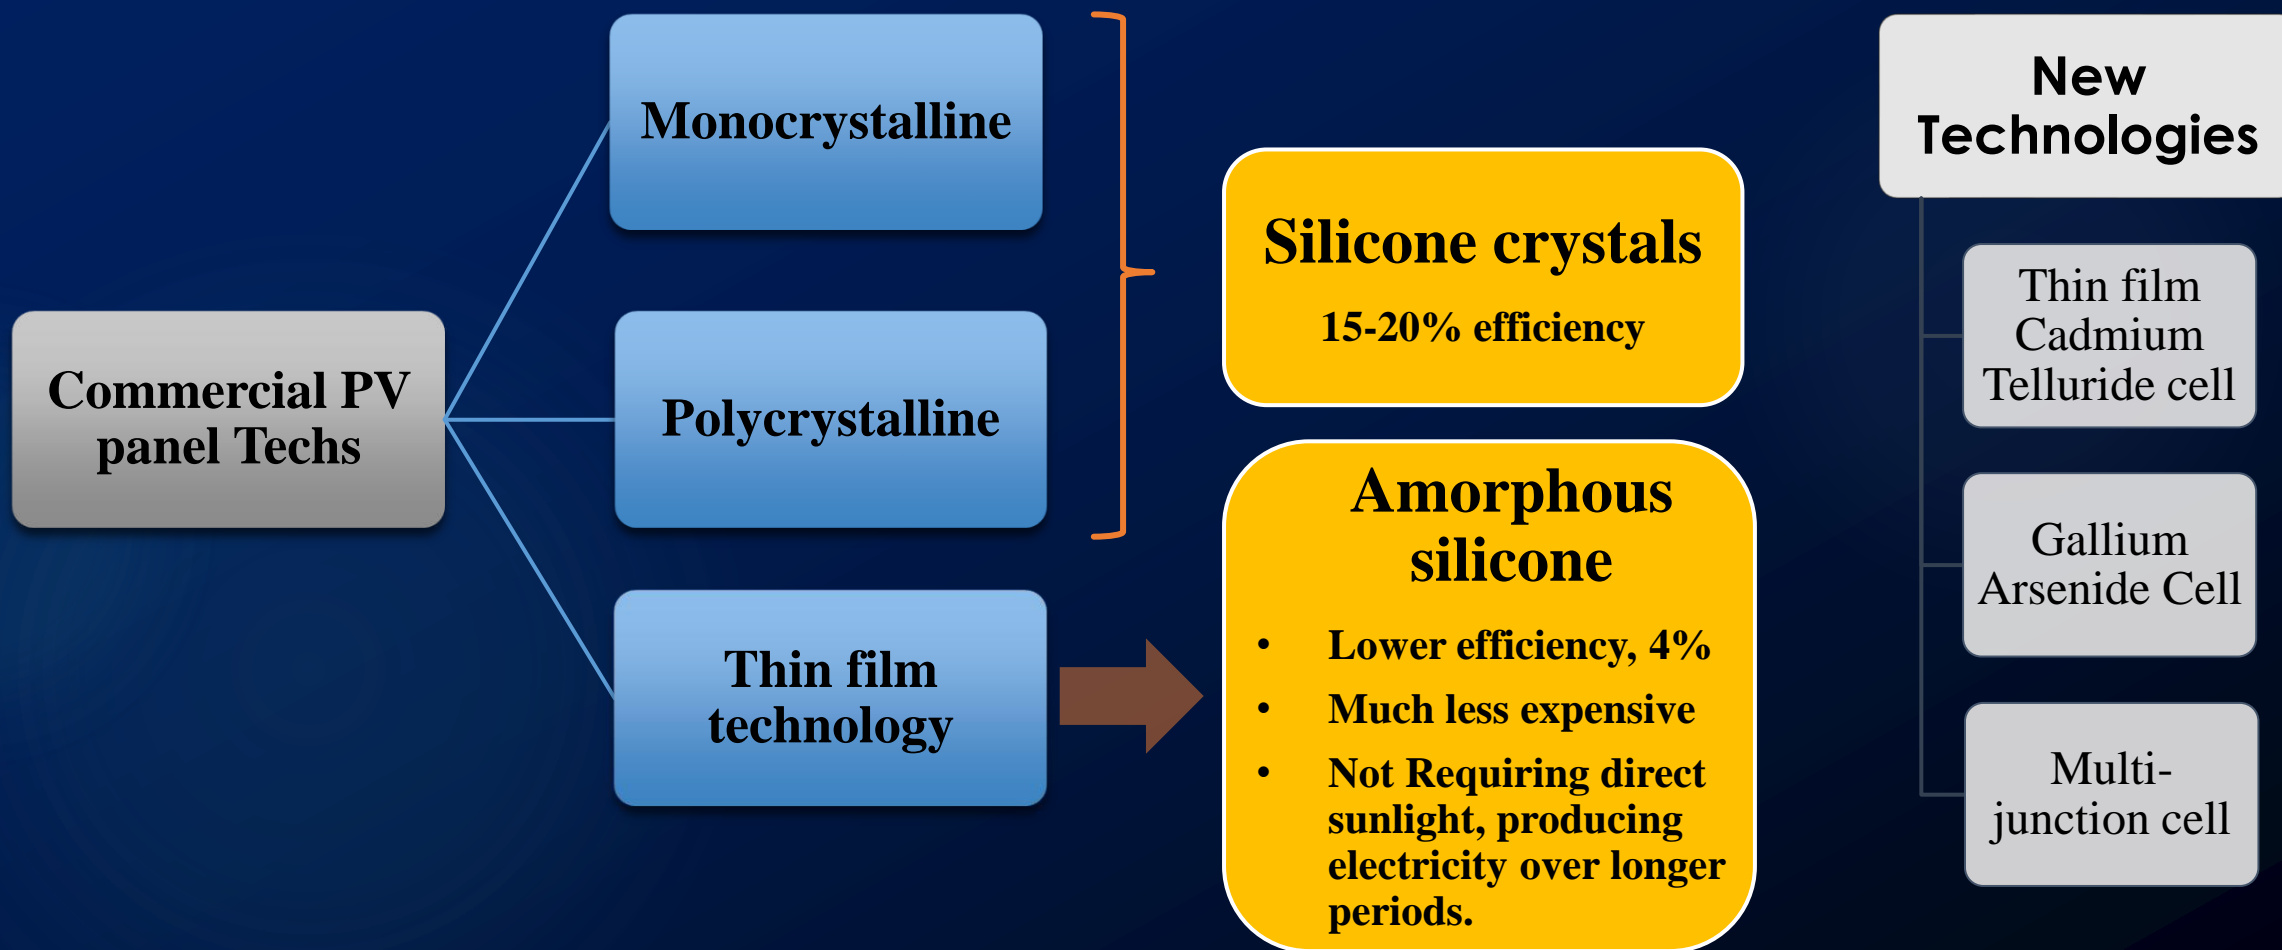 Commercial PV
panel Techs
Monocrystalline
Polycrystalline
Thin film
technology
Silicone crystals
15-20% efficiency
Amorphous
silicone
• Lower efficiency, 4%
• Much less expensive
• Not Requiring direct
sunlight, producing
electricity over longer
periods.
New
Technologies
Thin film
Cadmium
Telluride cell
Gallium
Arsenide Cell
Multi-
junction cell